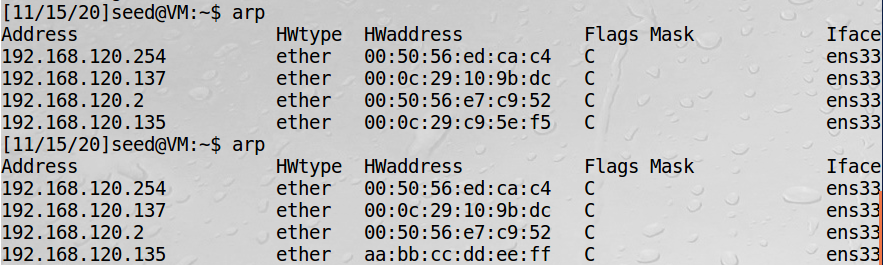 [11/15/20]seed@VM:~$ arp
Address HWtype HWaddress Flags Mask Iface
192.168.120.254 ether 00:50:56:ed:ca:c4 C ens33
192.168.120.137 ether 00:0c:29:10:9b:dc C ens33
192.168.120.2 ether 00:50:56:e7:c9:52 C ens33
192.168.120.135 ether 00:0c:29:c9:5e:f5 C ens33
[11/15/20]seed@VM:~$ arp
Address HWtype HWaddress Flags Mask Iface
192.168.120.254 ether 00:50:56:ed:ca:c4 C ens33
192.168.120.137 ether 00:0c:29:10:9b:dc C ens33
192.168.120.2 ether 00:50:56:e7:c9:52 C ens33
192.168.120.135 ether aa:bb:cc:dd:ee:ff C ens33